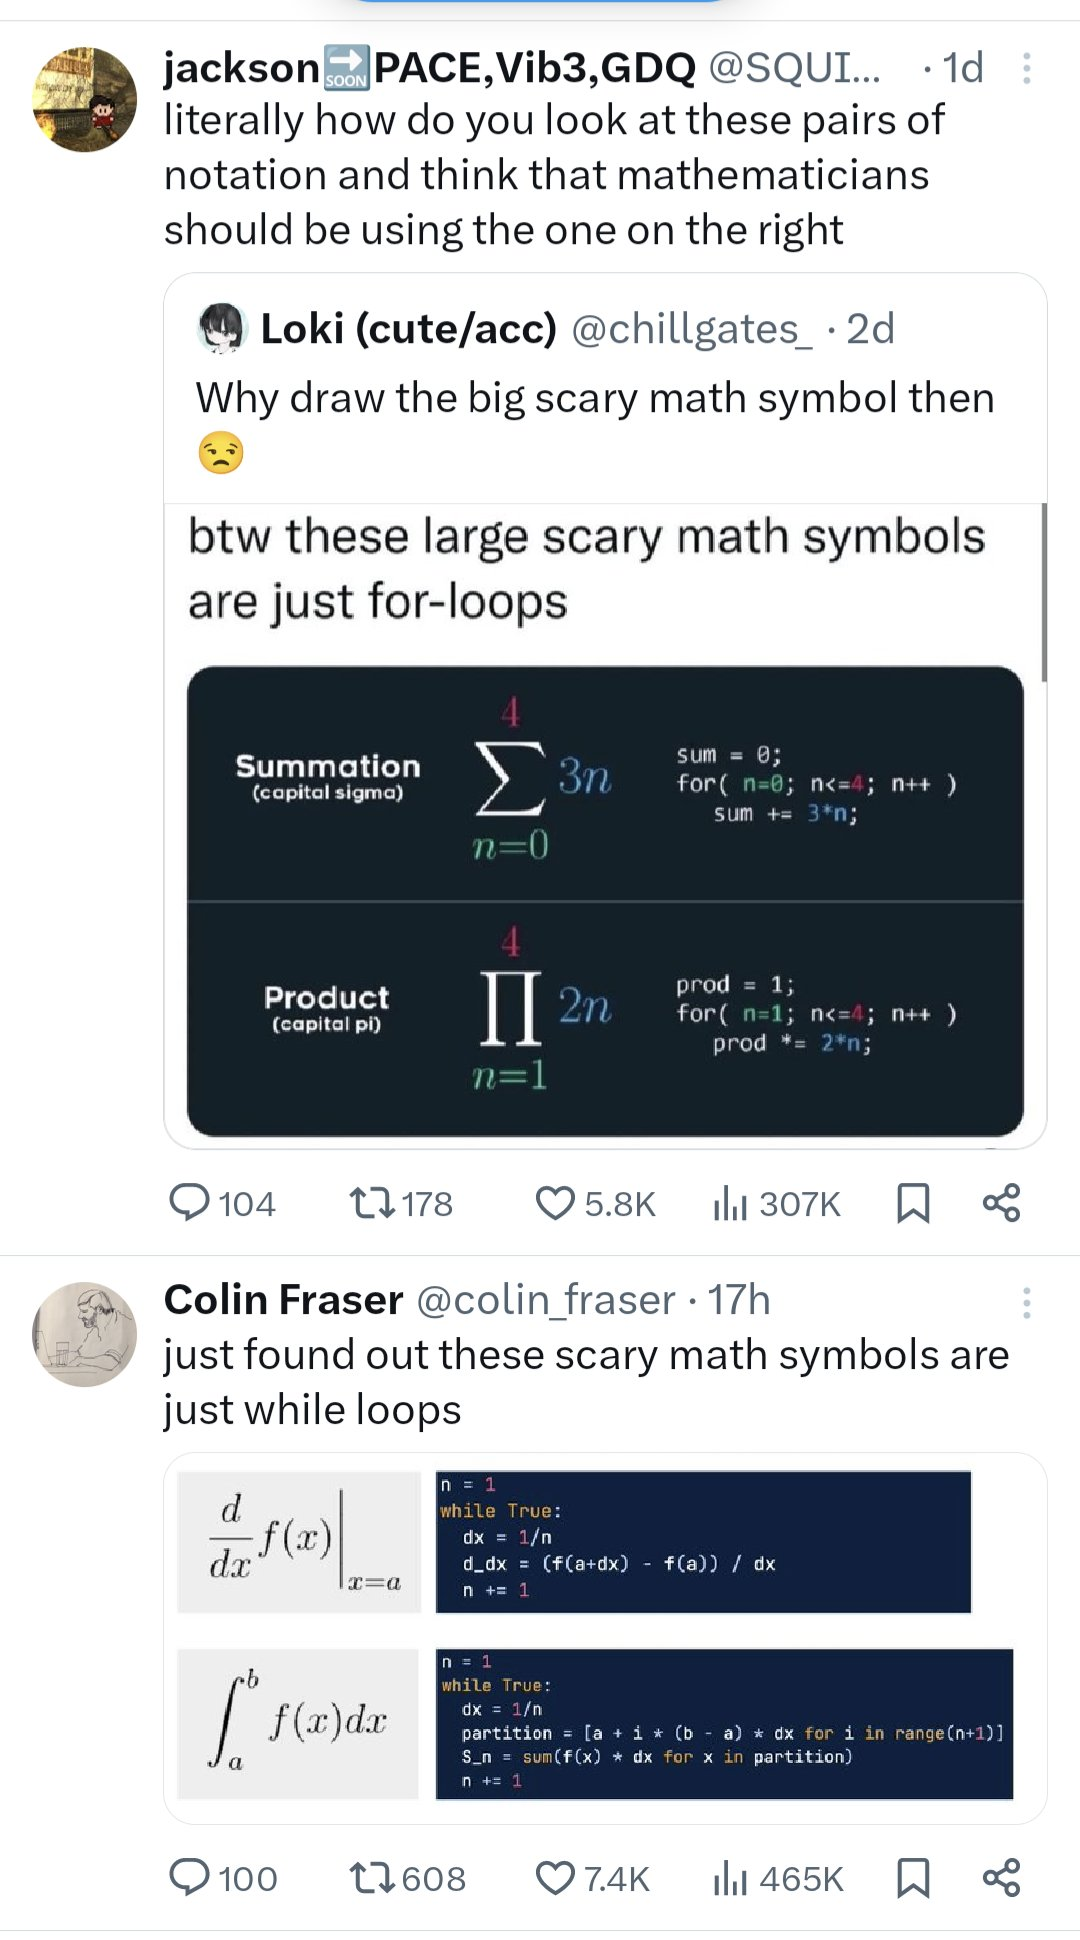 jackson🔜PACE,Vib3,GDQ @SQUI... · 1d
literally how do you look at these pairs of
notation and think that mathematicians
should be using the one on the right
Loki (cute/acc) @chillgates_ · 2d
Why draw the big scary math symbol then
😒
btw these large scary math symbols
are just for-loops
4
Summation
(capital sigma)
∑ 3n
n=0
sum = 0;
for( n=0; n<=4; n++ )
sum += 3*n;
4
Product
(capital pi)
∏ 2n
n=1
prod = 1;
for( n=1; n<=4; n++ )
prod *= 2*n;
104 178 5.8K 307K
Colin Fraser @colin_fraser · 17h
just found out these scary math symbols are
just while loops
d
dx
f(x)|
x=a
n = 1
while True:
dx = 1/n
d_dx = (f(a+dx) - f(a)) / dx
n += 1
b
∫ f(x)dx
a
n = 1
while True:
dx = 1/n
partition = [a + i * (b - a) * dx for i in range(n+1)]
S_n = sum(f(x) * dx for x in partition)
n += 1
100 608 7.4K 465K